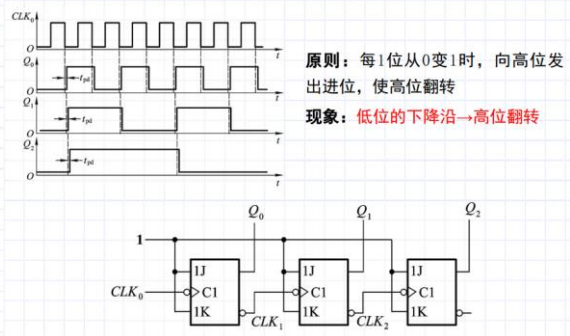 CLK₀
O
t
Q₀
tpd
O
t
Q₁
tpd
O
t
Q₂
tpd
O
t
原则：每1位从0变1时，向高位发
出进位，使高位翻转
现象：低位的下降沿→高位翻转
Q₀ Q₁ Q₂
1
1J 1J 1J
CLK₀ C1 C1 C1
1K 1K 1K
CLK₁ CLK₂